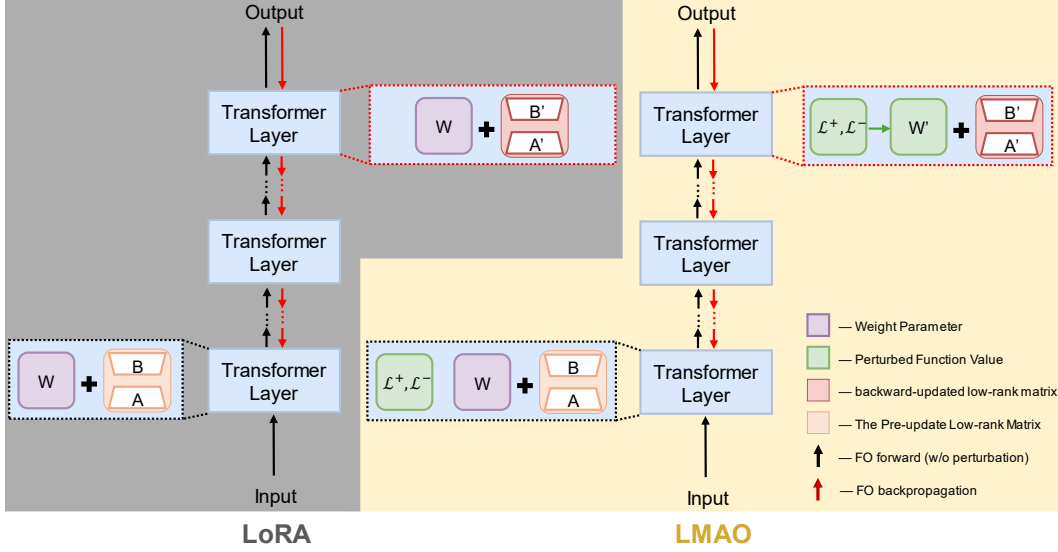 Output
Transformer
Layer
W
B'
A'
Transformer
Layer
W
B
A
Transformer
Layer
Input
LoRA
Output
Transformer
Layer
ℒ⁺,ℒ⁻
W'
B'
A'
Transformer
Layer
ℒ⁺,ℒ⁻
W
B
A
Transformer
Layer
Input
LMAO
— Weight Parameter
— Perturbed Function Value
— backward-updated low-rank matrix
— The Pre-update Low-rank Matrix
— FO forward (w/o perturbation)
— FO backpropagation